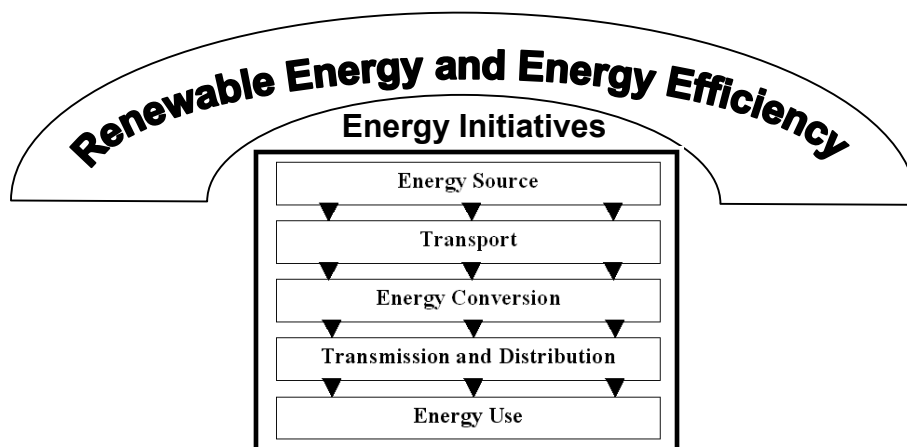 Renewable Energy and Energy Efficiency
Energy Initiatives
Energy Source
Transport
Energy Conversion
Transmission and Distribution
Energy Use